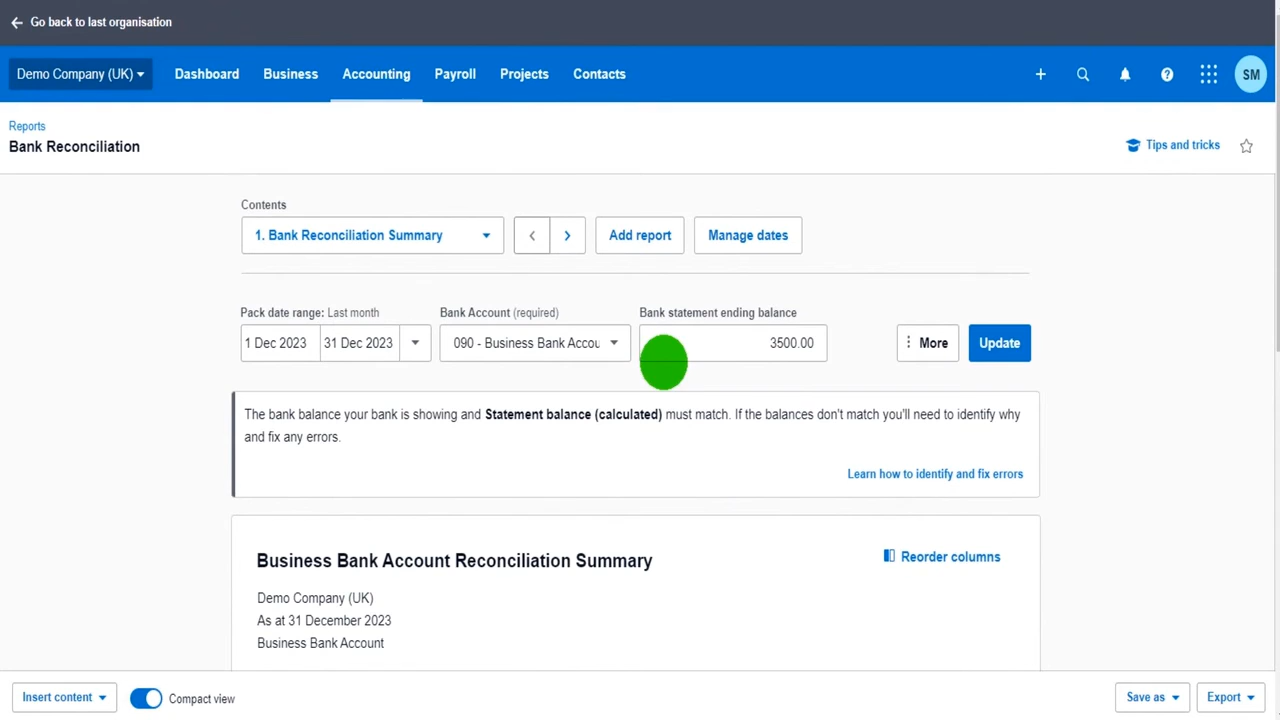 Go back to last organisation
Demo Company (UK) Dashboard Business Accounting Payroll Projects Contacts SM
Reports
Bank Reconciliation
Tips and tricks
Contents
1. Bank Reconciliation Summary Add report Manage dates
Pack date range: Last month Bank Account (required) Bank statement ending balance
1 Dec 2023 31 Dec 2023 090 - Business Bank Accou 3500.00 More Update
The bank balance your bank is showing and Statement balance (calculated) must match. If the balances don't match you'll need to identify why
and fix any errors.
Learn how to identify and fix errors
Business Bank Account Reconciliation Summary
Reorder columns
Demo Company (UK)
As at 31 December 2023
Business Bank Account
Insert content Compact view Save as Export